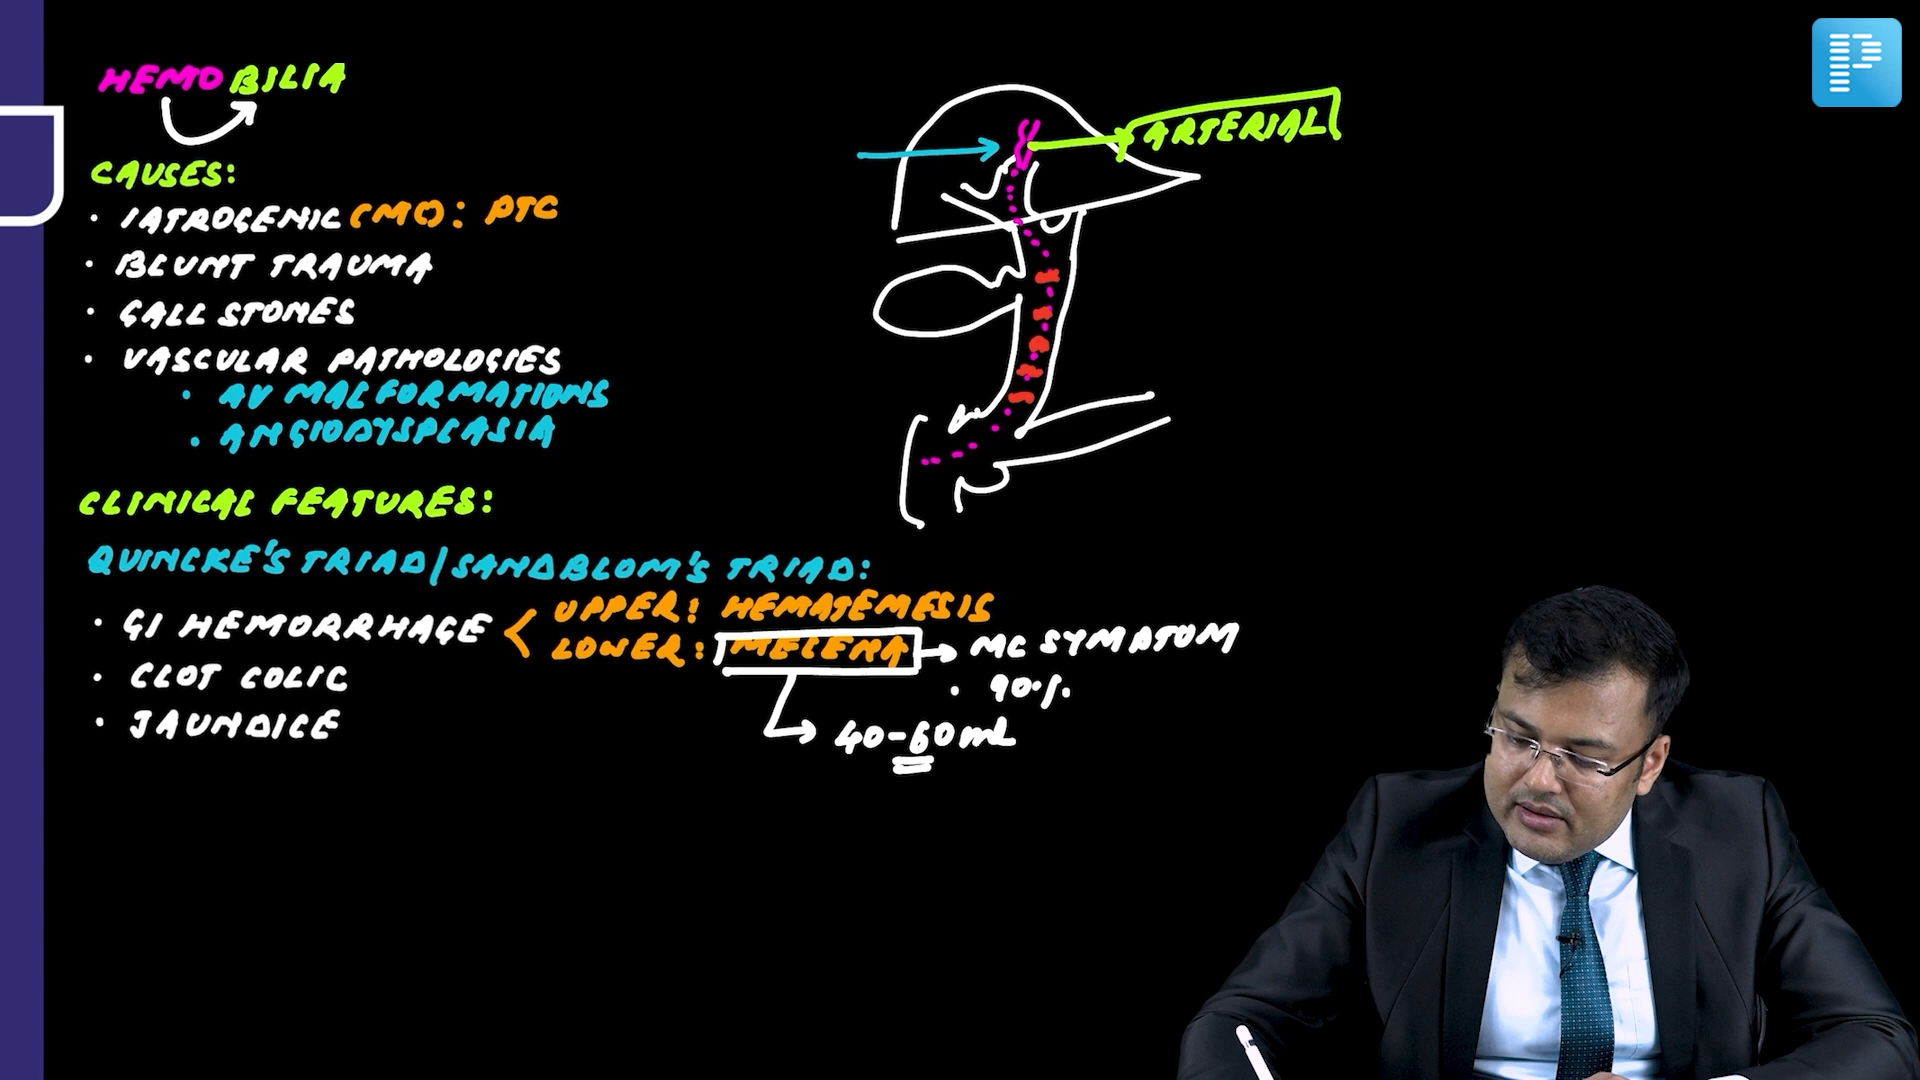 HEMOBILIA
CAUSES:
• IATROGENIC (MC): PTC
• BLUNT TRAUMA
• GALL STONES
• VASCULAR PATHOLOGIES
• AV MALFORMATIONS
• ANGIODYSPLASIA
ARTERIAL
CLINICAL FEATURES:
QUINCKE'S TRIAD/SANDBLOM'S TRIAD:
• GI HEMORRHAGE < UPPER: HEMATEMESIS
LOWER: MELENA → MC SYMPTOM
• 90%
→ 40-60ml
• CLOT COLIC
• JAUNDICE